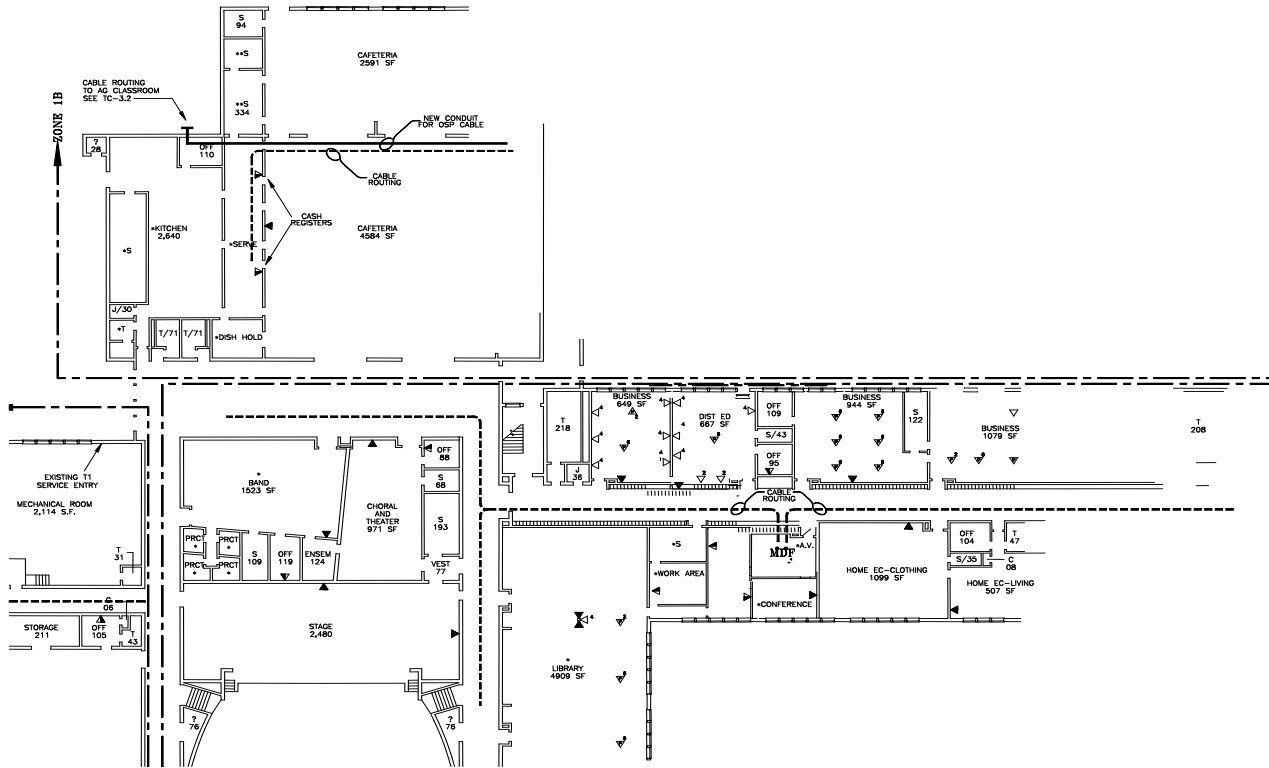 S
94
**S
CAFETERIA
2591 SF
CABLE ROUTING
TO AG CLASSROOM
SEE TC-3.2
**S
334
ZONE 1B
NEW CONDUIT
FOR OSP CABLE
?
28
OFF
110
CABLE
ROUTING
CASH
REGISTERS
*KITCHEN
2,640
CAFETERIA
4584 SF
*S
*SERVE
J/30
*T
T/71
T/71
*DISH HOLD
BUSINESS
649 SF
DIST ED
667 SF
OFF
109
BUSINESS
944 SF
S
122
BUSINESS
1079 SF
T
208
T
218
S/43
OFF
95
J
36
OFF
88
EXISTING T1
SERVICE ENTRY
MECHANICAL ROOM
2,114 S.F.
*
BAND
1523 SF
S
68
CHORAL
AND
THEATER
971 SF
S
193
CABLE
ROUTING
PRCT
*
PRCT
*
PRCT
*
PRCT
*
S
109
OFF
119
ENSEM
124
VEST
77
T
31
*S
*A.V.
MDF
OFF
104
T
47
S/35
C
08
*WORK AREA
HOME EC-CLOTHING
1099 SF
HOME EC-LIVING
507 SF
*CONFERENCE
C
06
STORAGE
211
OFF
105
T
43
STAGE
2,480
4
*
LIBRARY
4909 SF
?
76
?
76